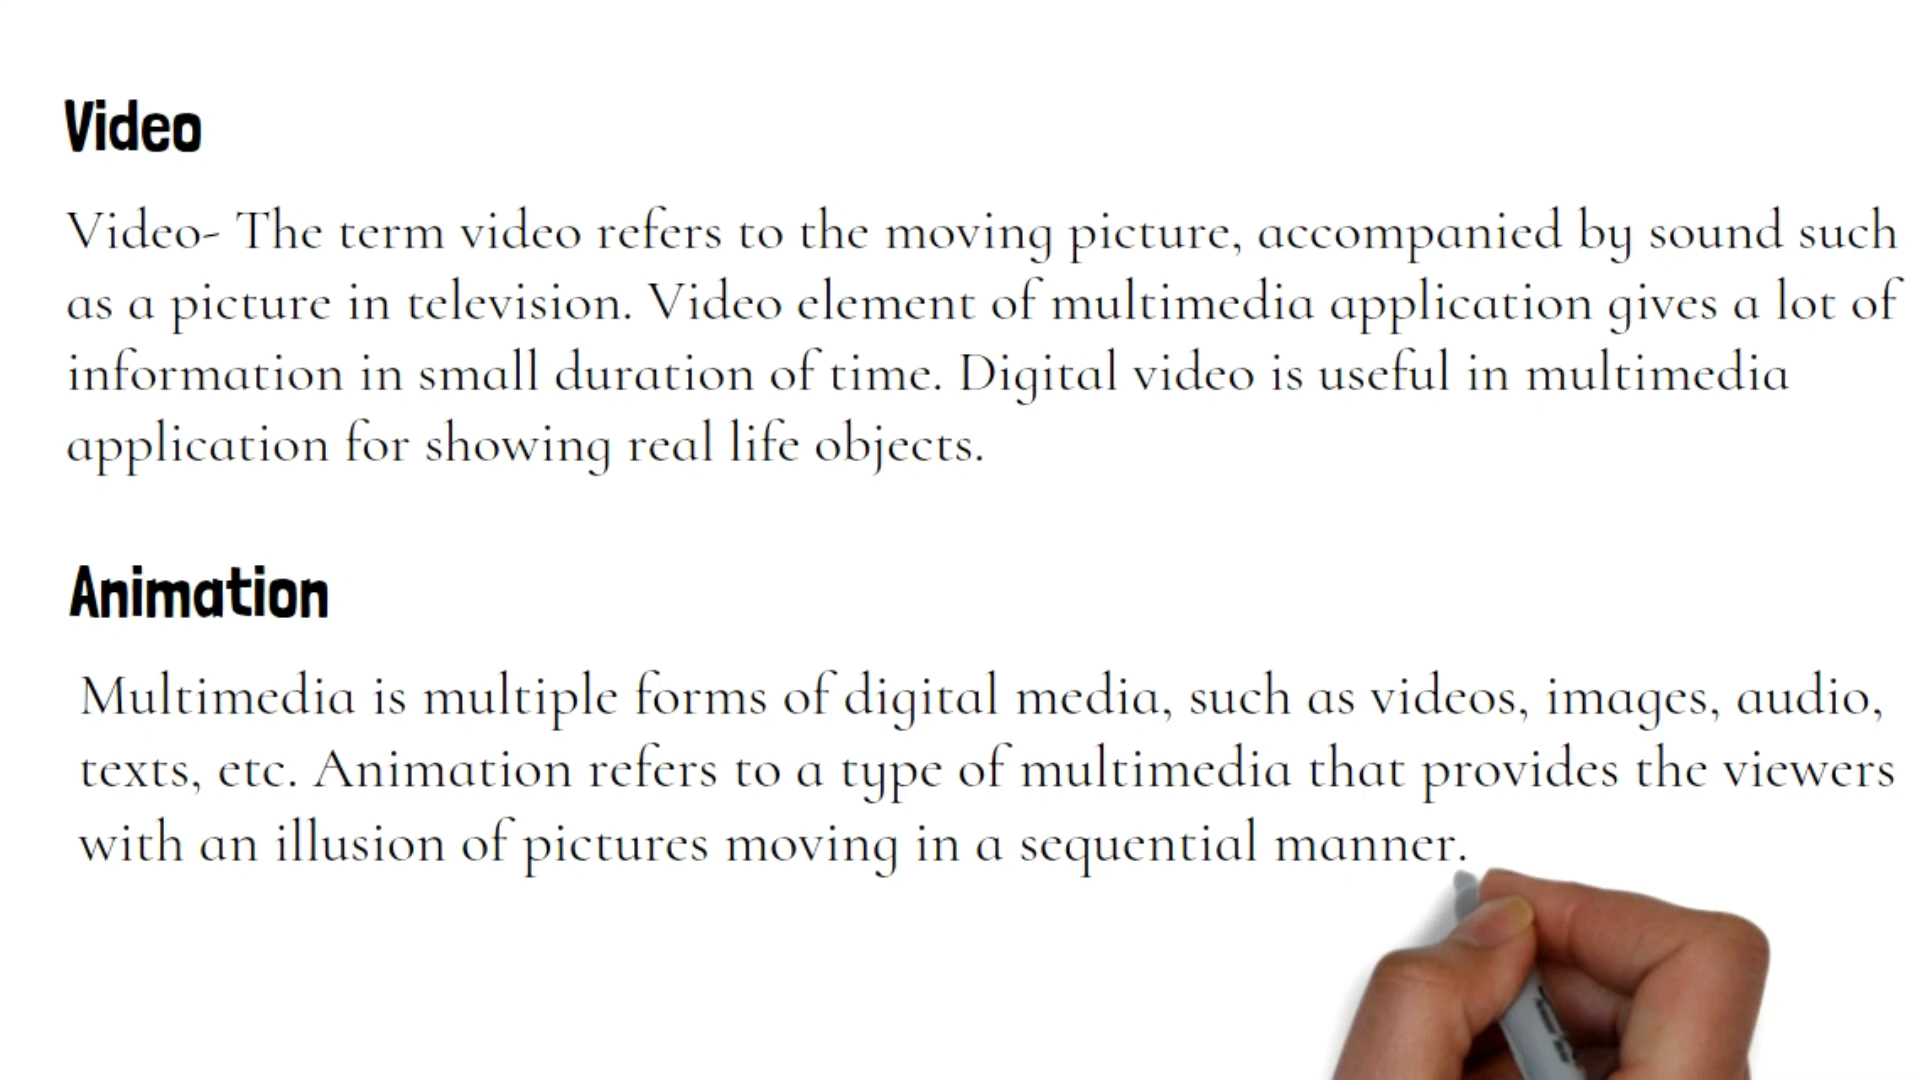 Video
Video- The term video refers to the moving picture, accompanied by sound such
as a picture in television. Video element of multimedia application gives a lot of
information in small duration of time. Digital video is useful in multimedia
application for showing real life objects.
Animation
Multimedia is multiple forms of digital media, such as videos, images, audio,
texts, etc. Animation refers to a type of multimedia that provides the viewers
with an illusion of pictures moving in a sequential manner.